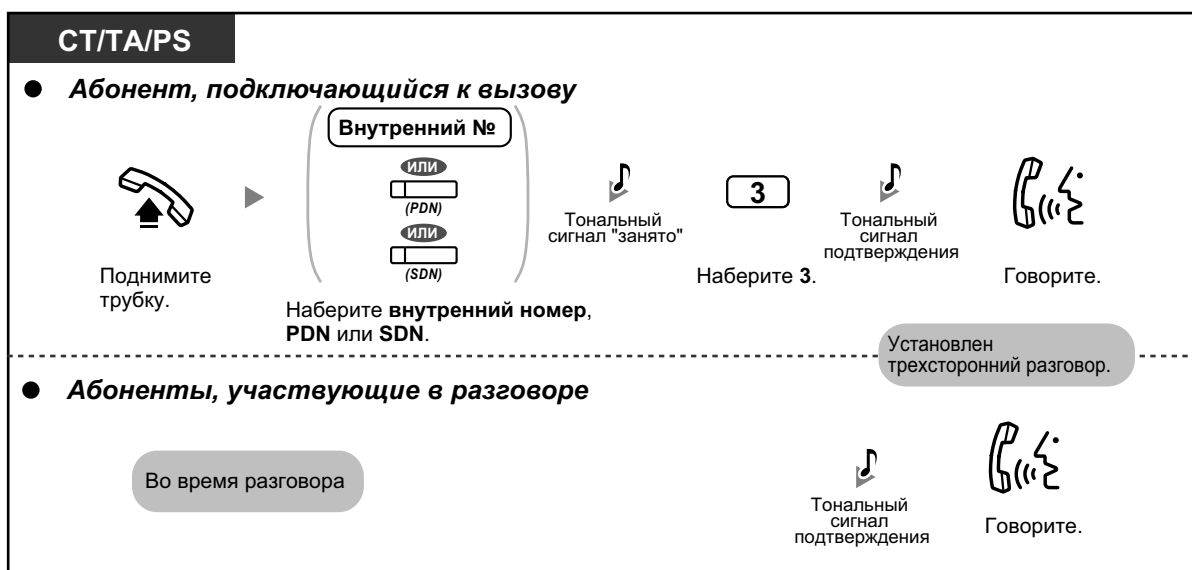 CT/TA/PS
Абонент, подключающийся к вызову
Внутренний №
или
(PDN)
или
(SDN)
Поднимите
трубку.
Наберите внутренний номер,
PDN или SDN.
Тональный
сигнал "занято"
3
Наберите 3.
Тональный
сигнал
подтверждения
Говорите.
Установлен
трехсторонний разговор.
Абоненты, участвующие в разговоре
Во время разговора
Тональный
сигнал
подтверждения
Говорите.